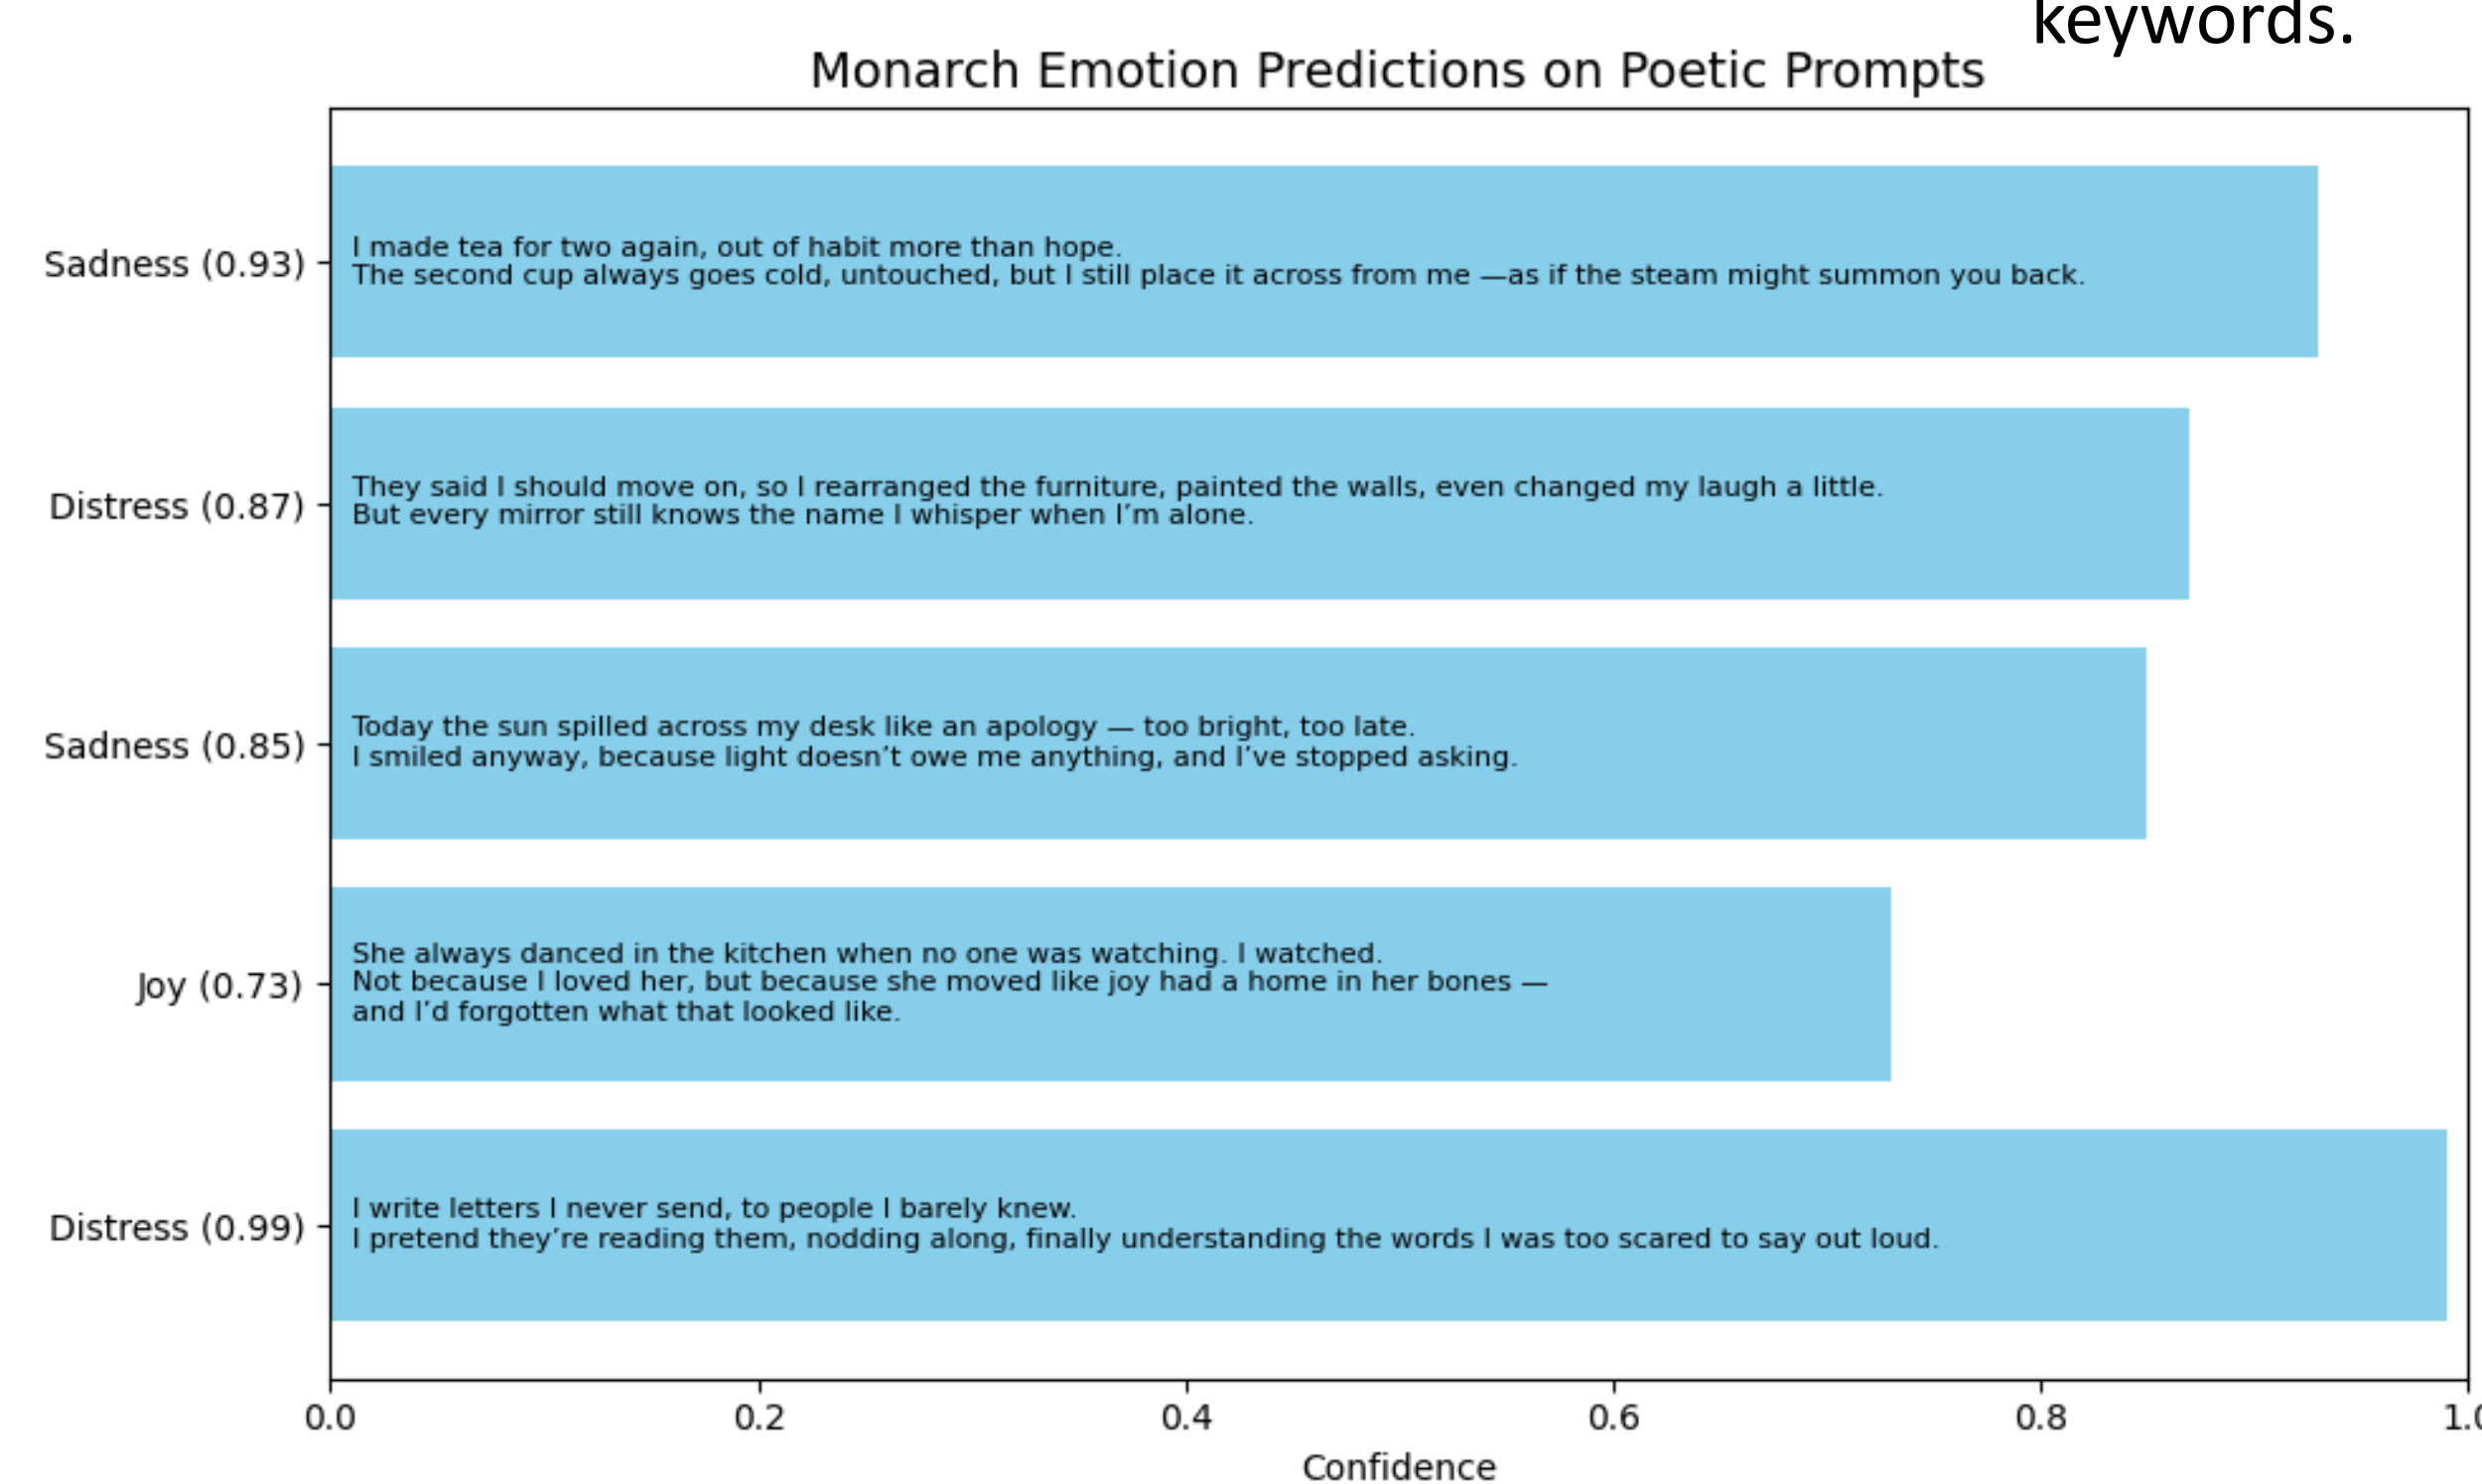 keywords.
Monarch Emotion Predictions on Poetic Prompts
Sadness (0.93)
I made tea for two again, out of habit more than hope.
The second cup always goes cold, untouched, but I still place it across from me —as if the steam might summon you back.
Distress (0.87)
They said I should move on, so I rearranged the furniture, painted the walls, even changed my laugh a little.
But every mirror still knows the name I whisper when I’m alone.
Sadness (0.85)
Today the sun spilled across my desk like an apology — too bright, too late.
I smiled anyway, because light doesn’t owe me anything, and I’ve stopped asking.
Joy (0.73)
She always danced in the kitchen when no one was watching. I watched.
Not because I loved her, but because she moved like joy had a home in her bones —
and I’d forgotten what that looked like.
Distress (0.99)
I write letters I never send, to people I barely knew.
I pretend they’re reading them, nodding along, finally understanding the words I was too scared to say out loud.
0.0 0.2 0.4 0.6 0.8 1.0
Confidence